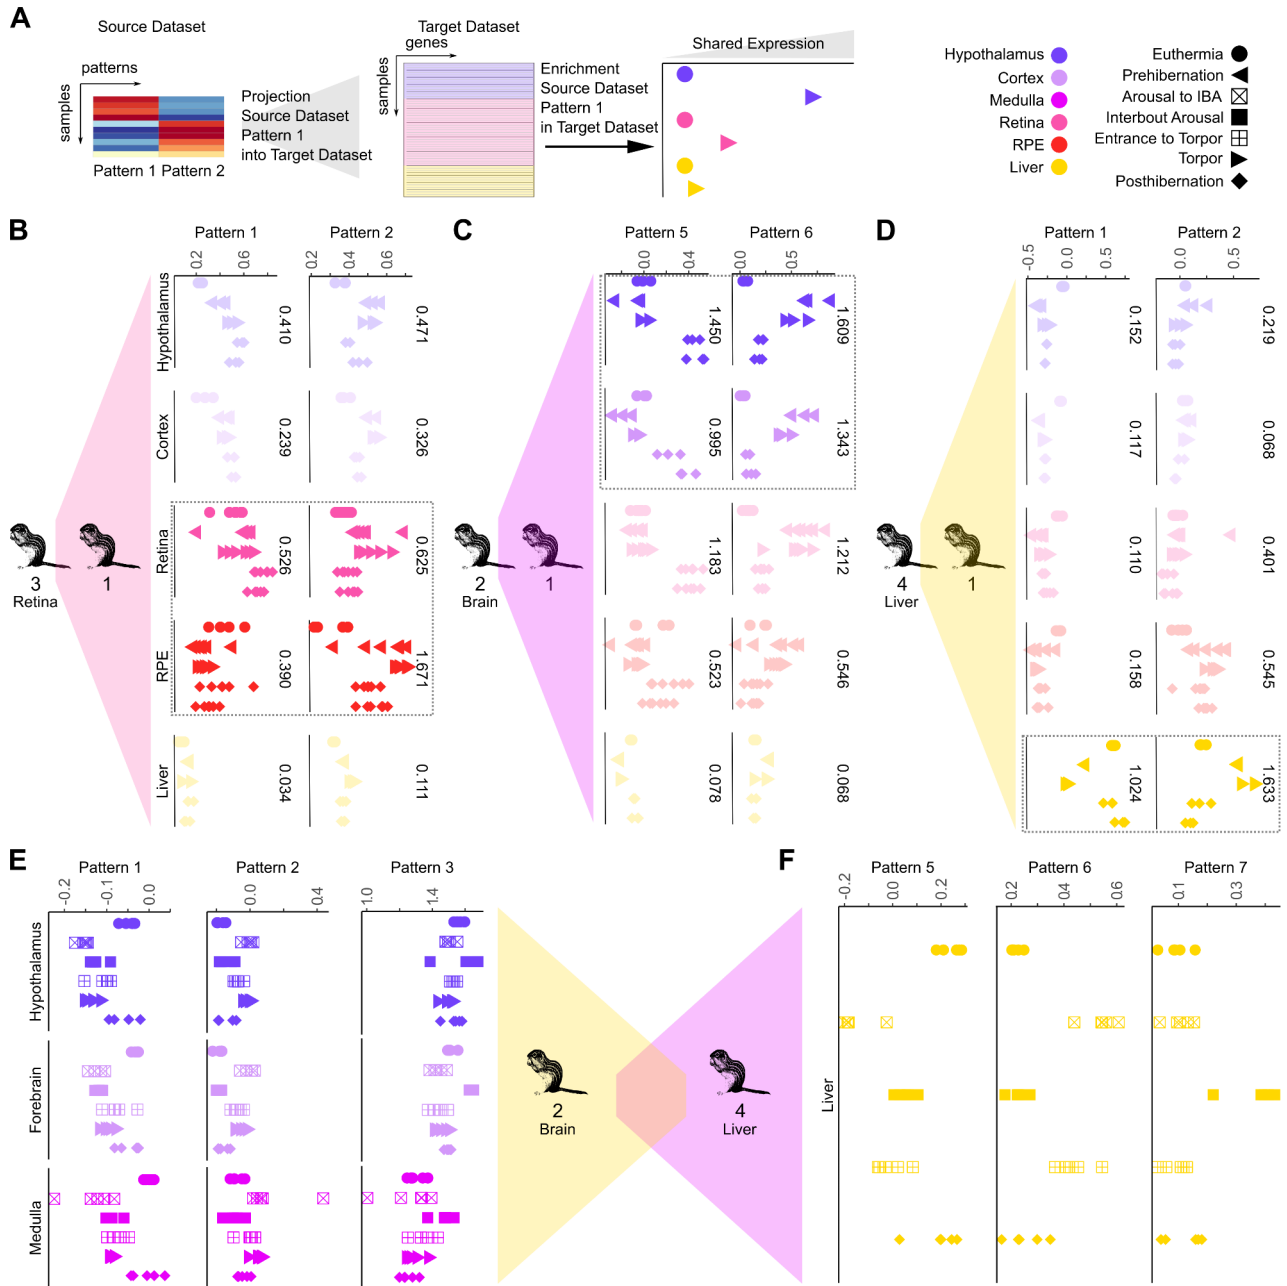 A
Source Dataset
patterns
samples
Pattern 1 Pattern 2
Projection
Source Dataset
Pattern 1
into Target Dataset
Target Dataset
genes
samples
Enrichment
Source Dataset
Pattern 1
in Target Dataset
Shared Expression
Hypothalamus
Cortex
Medulla
Retina
RPE
Liver
Euthermia
Prehibernation
Arousal to IBA
Interbout Arousal
Entrance to Torpor
Torpor
Posthibernation
B
Pattern 1
Pattern 2
0.2
0.6
0.2
0.4
0.6
Hypothalamus
0.410
0.471
Cortex
0.239
0.326
Retina
0.526
0.625
RPE
0.390
1.671
Liver
0.034
0.111
3
Retina
1
C
Pattern 5
Pattern 6
0.0
0.4
0.0
0.5
1.450
1.609
0.995
1.343
1.183
1.212
0.523
0.546
0.078
0.068
2
Brain
1
D
Pattern 1
Pattern 2
-0.5
0.0
0.5
0.0
0.5
0.152
0.219
0.117
0.068
0.110
0.401
0.158
0.545
1.024
1.633
4
Liver
1
E
Pattern 1
Pattern 2
Pattern 3
-0.2
-0.1
0.0
0.0
0.4
1.0
1.4
Hypothalamus
Forebrain
Medulla
2
Brain
4
Liver
F
Pattern 5
Pattern 6
Pattern 7
-0.2
0.0
0.2
0.2
0.4
0.6
0.1
0.3
Liver